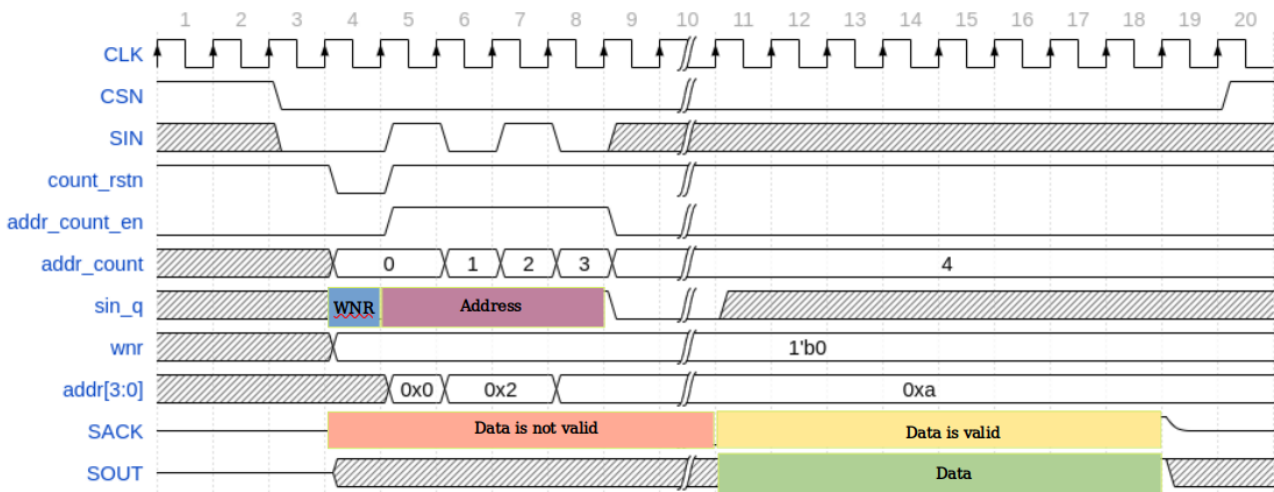 1 2 3 4 5 6 7 8 9 10 11 12 13 14 15 16 17 18 19 20
CLK
CSN
SIN
count_rstn
addr_count_en
addr_count 0 1 2 3 4
sin_q WNR Address
wnr 1'b0
addr[3:0] 0x0 0x2 0xa
SACK Data is not valid Data is valid
SOUT Data